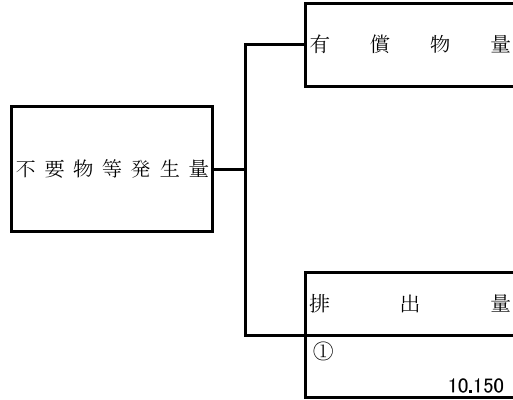 有償物量
不要物等発生量
排出量
①
10.150